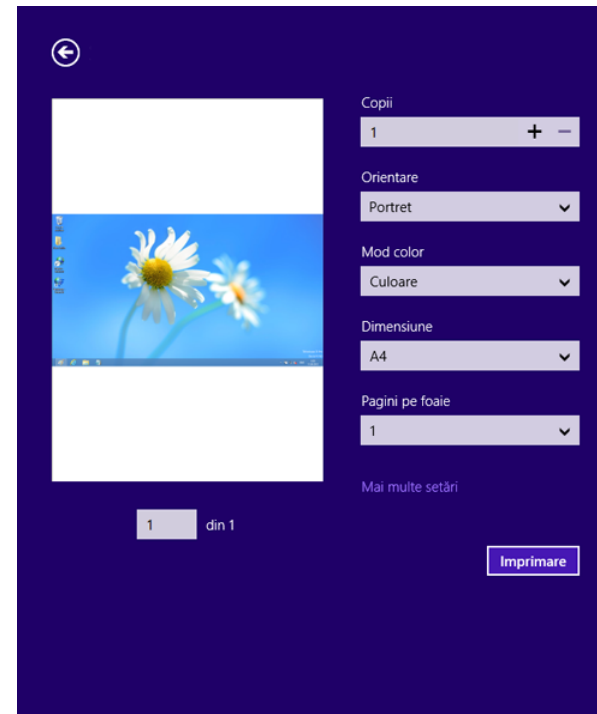 Copii
1
Orientare
Portret
Mod color
Culoare
Dimensiune
A4
Pagini pe foaie
1
Mai multe setări
1 din 1
Imprimare